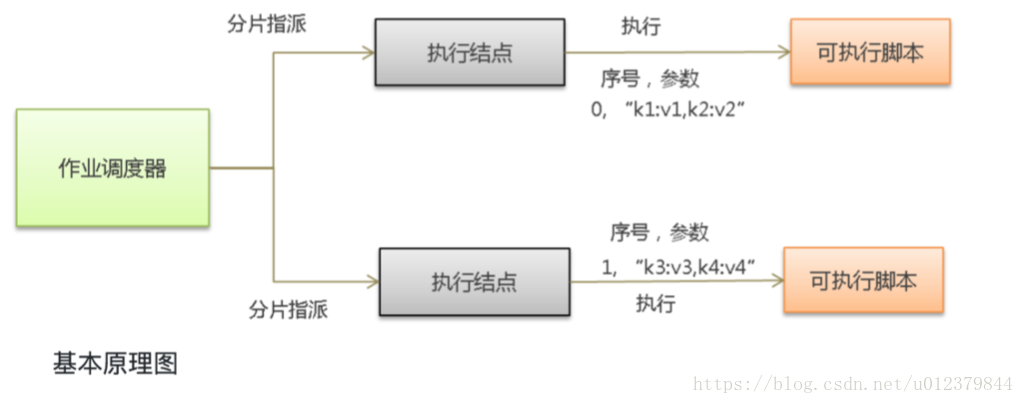 分片指派
执行结点
执行
可执行脚本
序号，参数
0, “k1:v1,k2:v2”
作业调度器
序号，参数
1, “k3:v3,k4:v4”
执行结点
可执行脚本
执行
分片指派
基本原理图
https://blog.csdn.net/u012379844